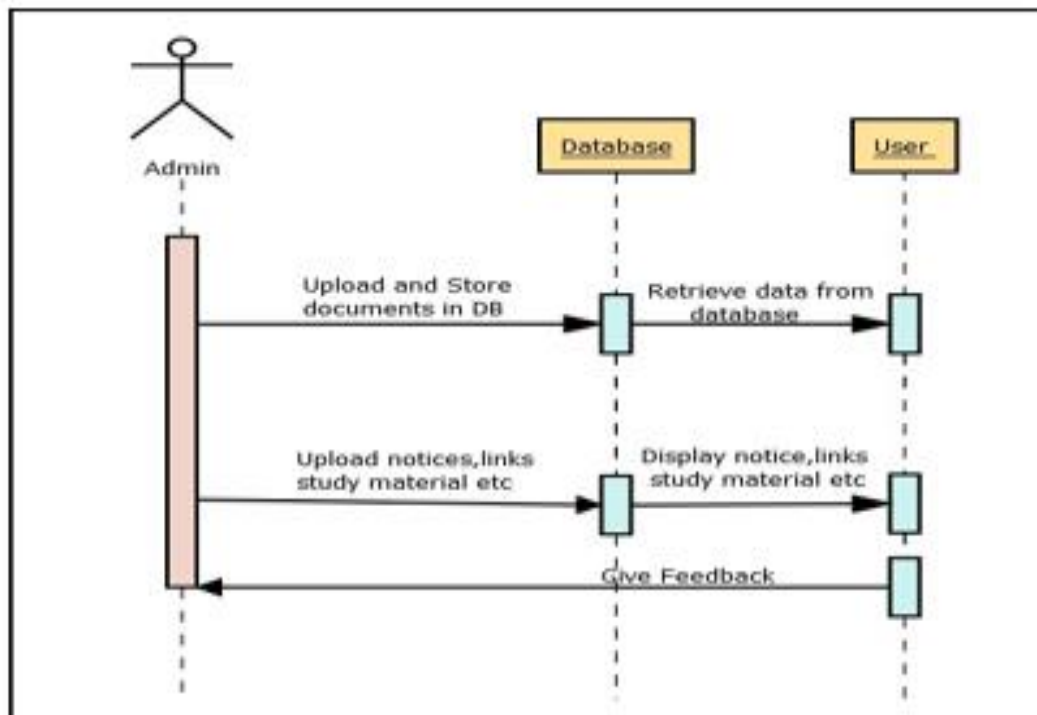 Admin
Database
User
Upload and Store
documents in DB
Retrieve data from
database
Upload notices,links
study material etc
Display notice,links
study material etc
Give Feedback